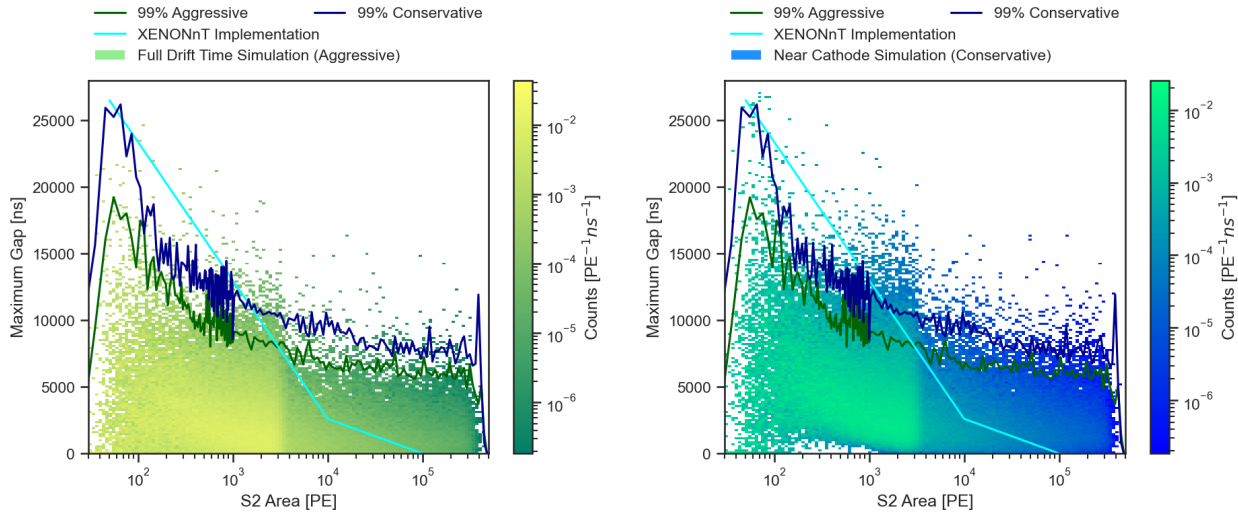 99% Aggressive 99% Conservative
XENONnT Implementation
Full Drift Time Simulation (Aggressive)
25000
20000
15000
10000
5000
0
Maximum Gap [ns]
10²
10³
10⁴
10⁵
S2 Area [PE]
10⁻²
10⁻³
10⁻⁴
10⁻⁵
10⁻⁶
Counts [PE⁻¹ns⁻¹]
99% Aggressive 99% Conservative
XENONnT Implementation
Near Cathode Simulation (Conservative)
25000
20000
15000
10000
5000
0
Maximum Gap [ns]
10²
10³
10⁴
10⁵
S2 Area [PE]
10⁻²
10⁻³
10⁻⁴
10⁻⁵
10⁻⁶
Counts [PE⁻¹ns⁻¹]